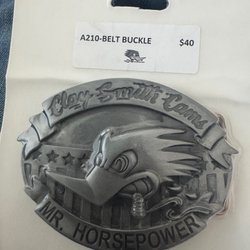 A210-BELT BUCKLE $40
Clay Smith Cams
MR. HORSEPOWER